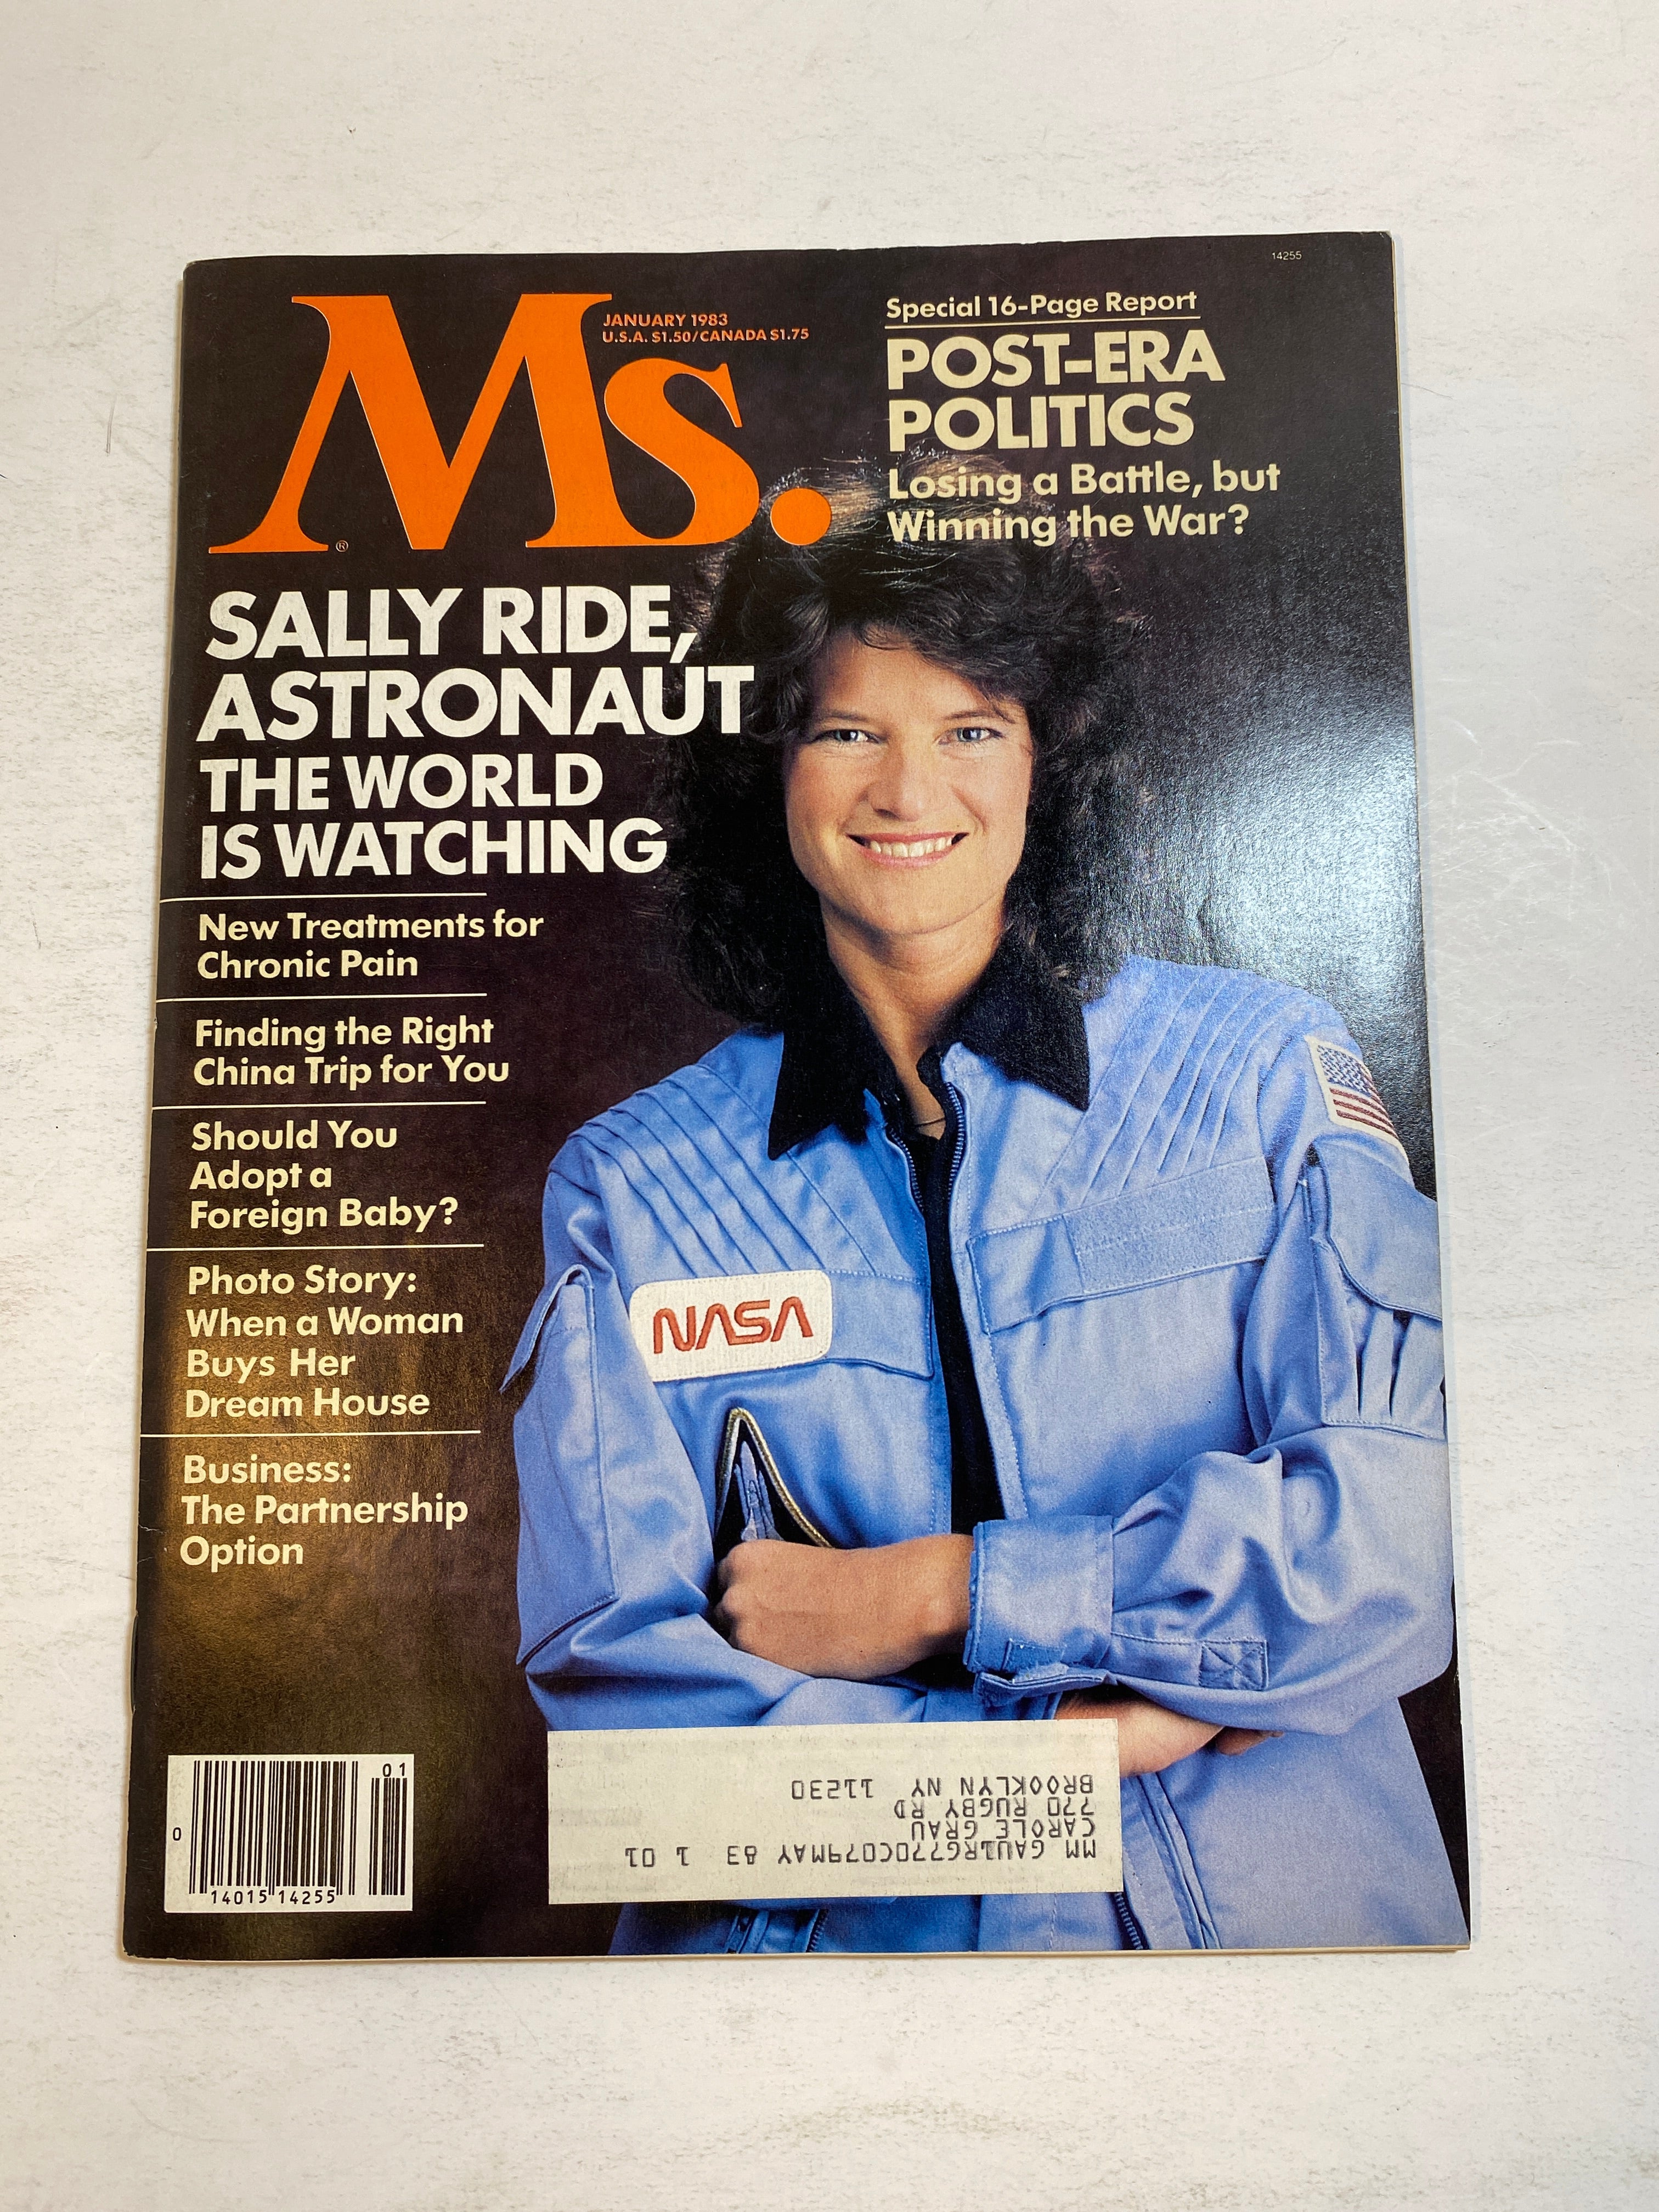 14255
Ms.
®
JANUARY 1983
U.S.A. $1.50/CANADA $1.75
Special 16-Page Report
POST-ERA
POLITICS
Losing a Battle, but
Winning the War?
SALLY RIDE,
ASTRONAUT
THE WORLD
IS WATCHING
New Treatments for
Chronic Pain
Finding the Right
China Trip for You
Should You
Adopt a
Foreign Baby?
Photo Story:
When a Woman
Buys Her
Dream House
Business:
The Partnership
Option
NASA
01
0
14015 14255
MM GAU1RG770C079MAY 83 1 01
CAROLE GRAU
770 RUGBY RD
BROOKLYN NY 11230